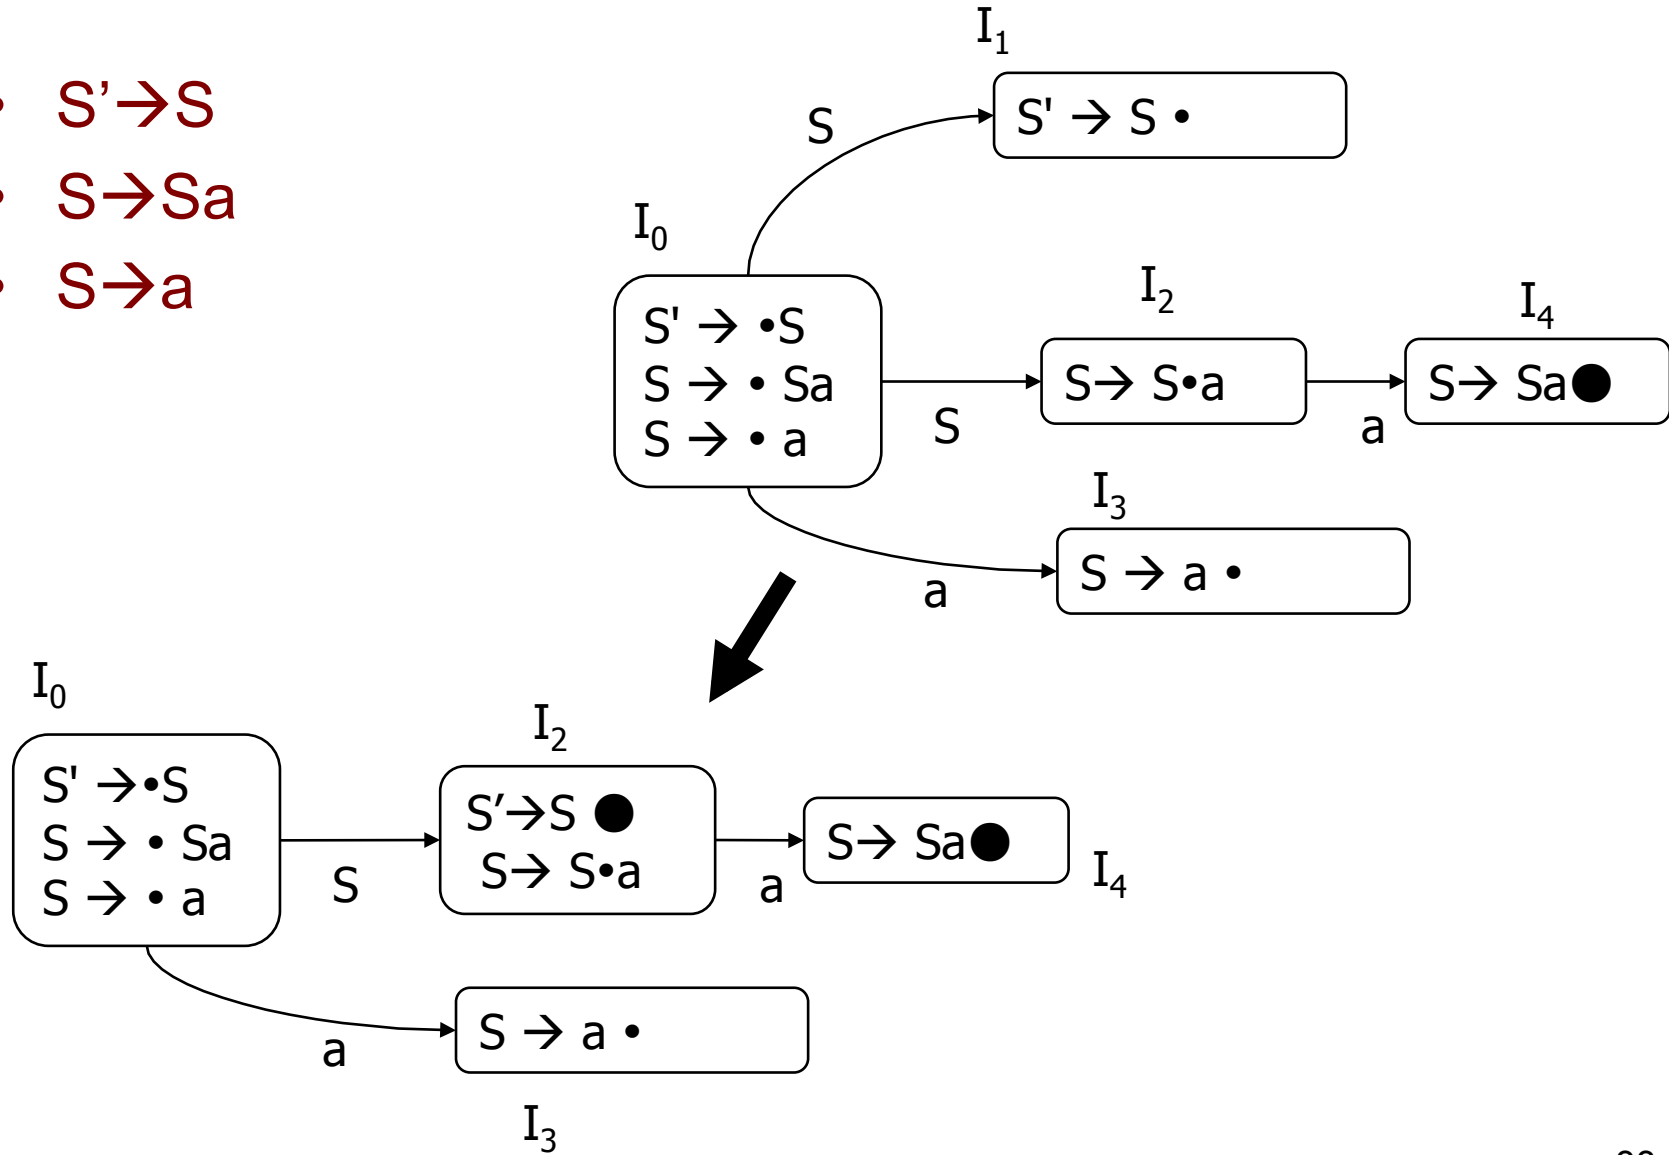 • S’→S
• S→Sa
• S→a
I₁
S' → S •
S
I₀
S' → •S
S → • Sa
S → • a
S
I₂
S→ S•a
a
I₄
S→ Sa●
I₃
S → a •
a
I₀
S' →•S
S → • Sa
S → • a
S
I₂
S′→S ●
S→ S•a
a
S→ Sa●
I₄
a
S → a •
I₃